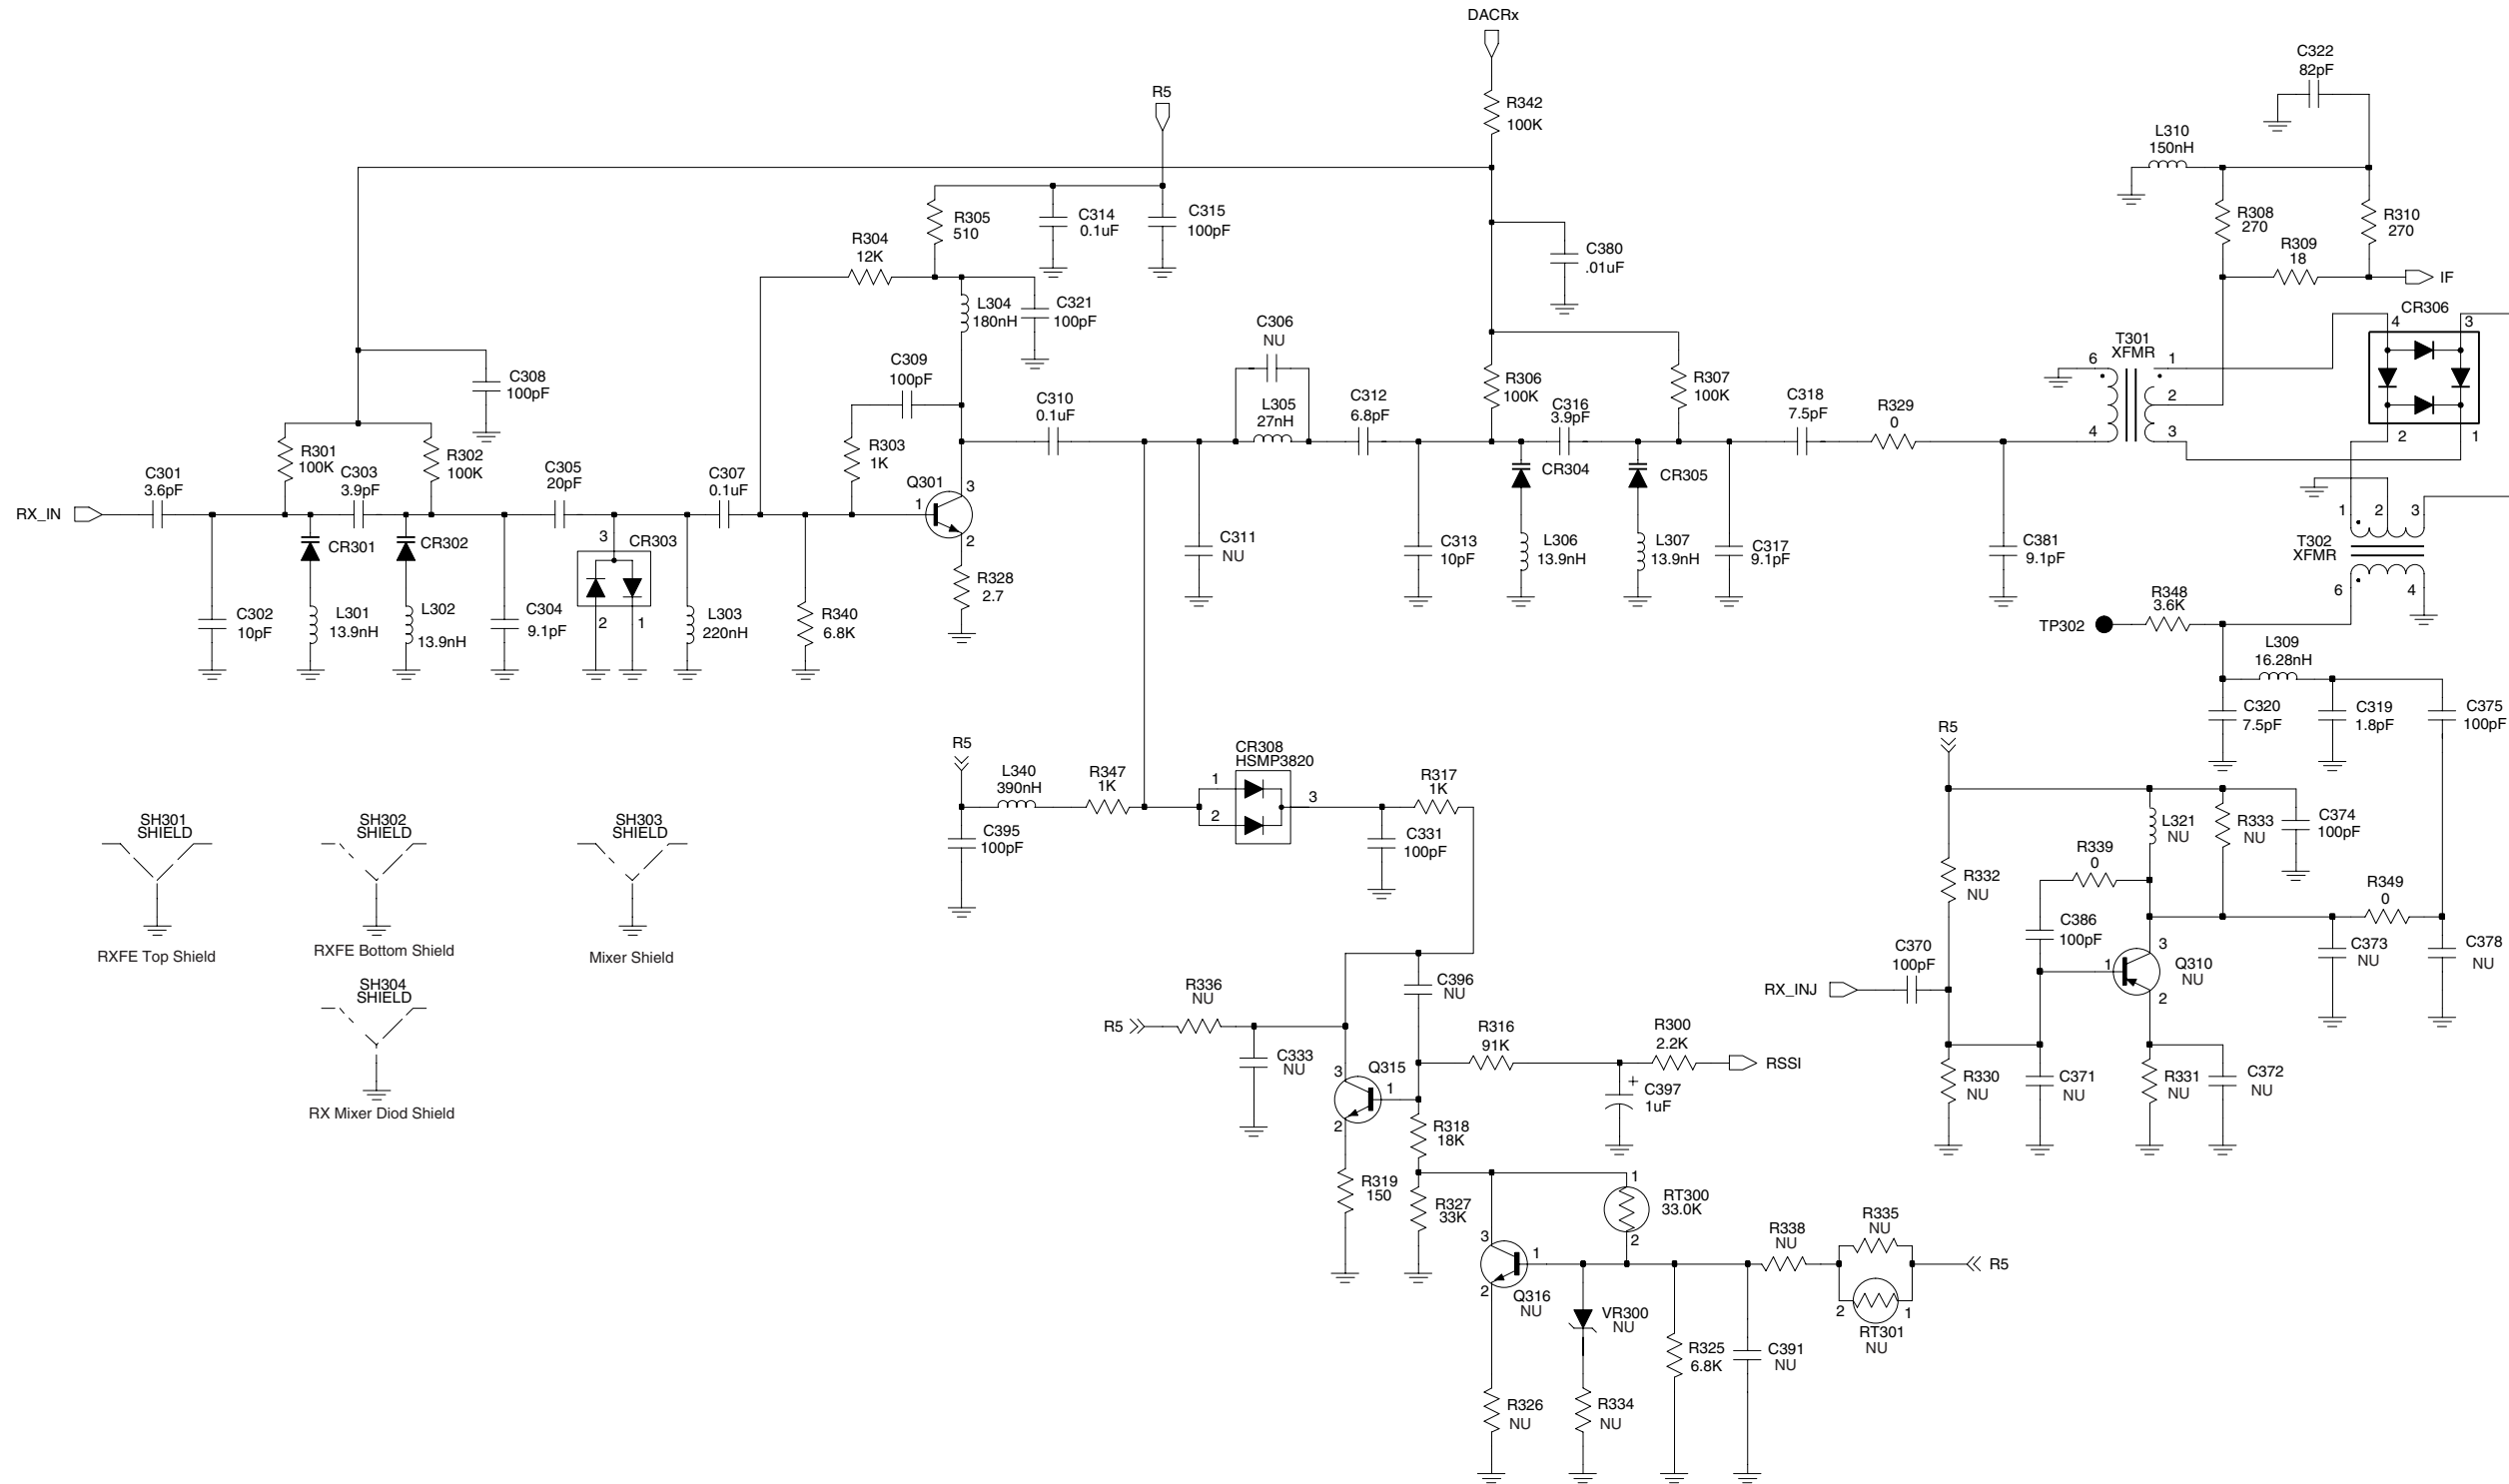 DACRx
C322
82pF
R5
R342
100K
L310
150nH
R305
510
C314
0.1uF
C315
100pF
R308
270
R310
270
R304
12K
C380
.01uF
R309
18
IF
L304
180nH
C321
100pF
C306
NU
CR306
4
3
2
1
T301
XFMR
6
1
2
4
3
C308
100pF
C309
100pF
R306
100K
R307
100K
C310
0.1uF
L305
27nH
C312
6.8pF
C316
3.9pF
C318
7.5pF
R329
0
R301
100K
R302
100K
R303
1K
C301
3.6pF
C303
3.9pF
C305
20pF
C307
0.1uF
Q301
1
3
2
CR304
CR305
RX_IN
CR301
CR302
3
CR303
2
1
C311
NU
C313
10pF
L306
13.9nH
L307
13.9nH
C317
9.1pF
C381
9.1pF
1
2
3
T302
XFMR
6
4
R328
2.7
C302
10pF
L301
13.9nH
L302
13.9nH
C304
9.1pF
L303
220nH
R340
6.8K
R348
3.6K
TP302
L309
16.28nH
C320
7.5pF
C319
1.8pF
C375
100pF
R5
L340
390nH
R347
1K
CR308
HSMP3820
1
2
3
R317
1K
R5
C395
100pF
C331
100pF
L321
NU
R333
NU
C374
100pF
SH301
SHIELD
SH302
SHIELD
SH303
SHIELD
R339
0
R332
NU
R349
0
C386
100pF
RXFE Top Shield
RXFE Bottom Shield
Mixer Shield
C370
100pF
3
1
Q310
NU
2
C373
NU
C378
NU
SH304
SHIELD
R336
NU
C396
NU
RX_INJ
R5
R316
91K
R300
2.2K
RSSI
C333
NU
3
Q315
1
2
+
C397
1uF
R330
NU
C371
NU
R331
NU
C372
NU
RX Mixer Diod Shield
R318
18K
R319
150
R327
33K
1
RT300
33.0K
2
R338
NU
R335
NU
3
1
2
Q316
NU
R5
VR300
NU
2
1
RT301
NU
R325
6.8K
C391
NU
R326
NU
R334
NU